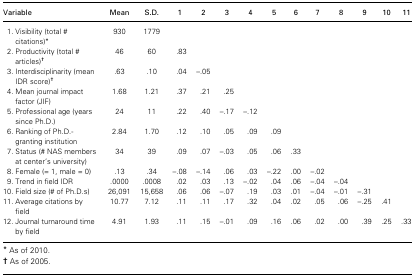 Variable Mean S.D. 1 2 3 4 5 6 7 8 9 10 11
1. Visibility (total # 930 1779
citations)*
2. Productivity (total # 46 60 .83
articles)†
3. Interdisciplinarity (mean .63 .10 .04 –.05
IDR score)†
4. Mean journal impact 1.68 1.21 .37 .21 .25
factor (JIF)
5. Professional age (years 24 11 .22 .40 –.17 –.12
since Ph.D.)
6. Ranking of Ph.D.- 2.84 1.70 .12 .10 .05 .09 .09
granting institution
7. Status (# NAS members 34 39 .09 .07 –.03 .05 .06 .33
at center's university)
8. Female (= 1, male = 0) .13 .34 –.08 –.14 .06 .03 –.22 .00 –.02
9. Trend in field IDR .0000 .0008 .02 .03 .13 –.02 .04 .06 –.04 –.04
10. Field size (# of Ph.D.s) 26,091 15,658 .06 .06 –.07 .19 .03 .01 –.04 –.01 –.31
11. Average citations by 10.77 7.12 .11 .11 .17 .32 .04 .02 .05 .06 –.25 .41
field
12. Journal turnaround time 4.91 1.93 .11 .15 –.01 .09 .16 .06 .02 .00 .39 .25 .33
by field
* As of 2010.
† As of 2005.